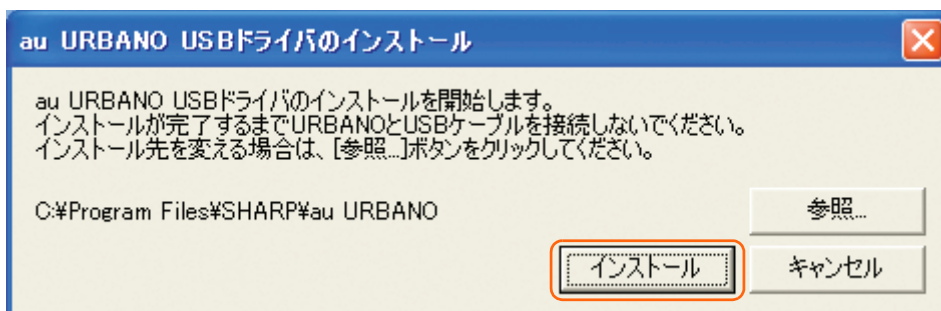 au URBANO USBドライバのインストール
au URBANO USBドライバのインストールを開始します。
インストールが完了するまでURBANOとUSBケーブルを接続しないでください。
インストール先を変える場合は、[参照...]ボタンをクリックしてください。
C:¥Program Files¥SHARP¥au URBANO
参照...
インストール
キャンセル